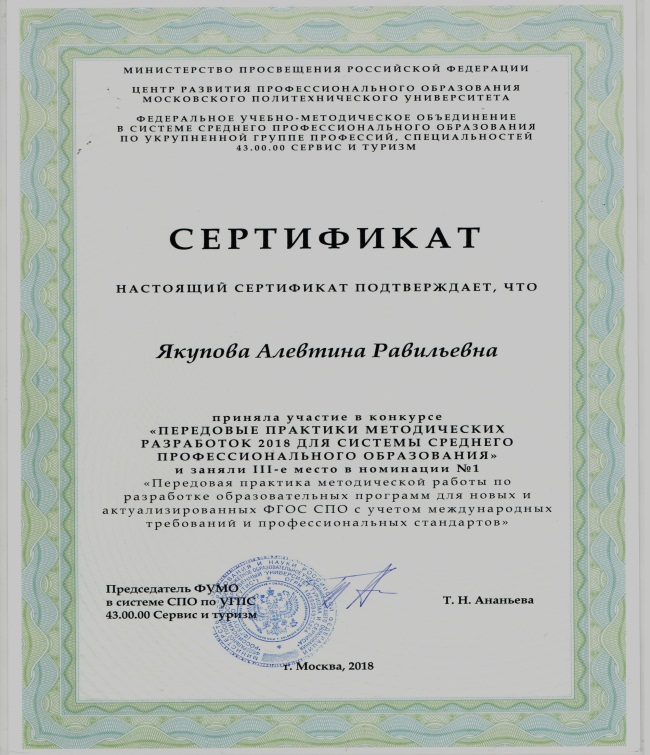 МИНИСТЕРСТВО ПРОСВЕЩЕНИЯ РОССИЙСКОЙ ФЕДЕРАЦИИ
ЦЕНТР РАЗВИТИЯ ПРОФЕССИОНАЛЬНОГО ОБРАЗОВАНИЯ
МОСКОВСКОГО ПОЛИТЕХНИЧЕСКОГО УНИВЕРСИТЕТА
ФЕДЕРАЛЬНОЕ УЧЕБНО-МЕТОДИЧЕСКОЕ ОБЪЕДИНЕНИЕ
В СИСТЕМЕ СРЕДНЕГО ПРОФЕССИОНАЛЬНОГО ОБРАЗОВАНИЯ
ПО УКРУПНЕННОЙ ГРУППЕ ПРОФЕССИЙ, СПЕЦИАЛЬНОСТЕЙ
43.00.00 СЕРВИС И ТУРИЗМ
СЕРТИФИКАТ
НАСТОЯЩИЙ СЕРТИФИКАТ ПОДТВЕРЖДАЕТ, ЧТО
Якупова Алевтина Равильевна
приняла участие в конкурсе
«ПЕРЕДОВЫЕ ПРАКТИКИ МЕТОДИЧЕСКИХ
РАЗРАБОТОК 2018 ДЛЯ СИСТЕМЫ СРЕДНЕГО
ПРОФЕССИОНАЛЬНОГО ОБРАЗОВАНИЯ»
и заняли III-е место в номинации №1
«Передовая практика методической работы по
разработке образовательных программ для новых и
актуализированных ФГОС СПО с учетом международных
требований и профессиональных стандартов»
Председатель ФУМО
в системе СПО по УГПС
43.00.00 Сервис и туризм
Т. Н. Ананьева
г. Москва, 2018